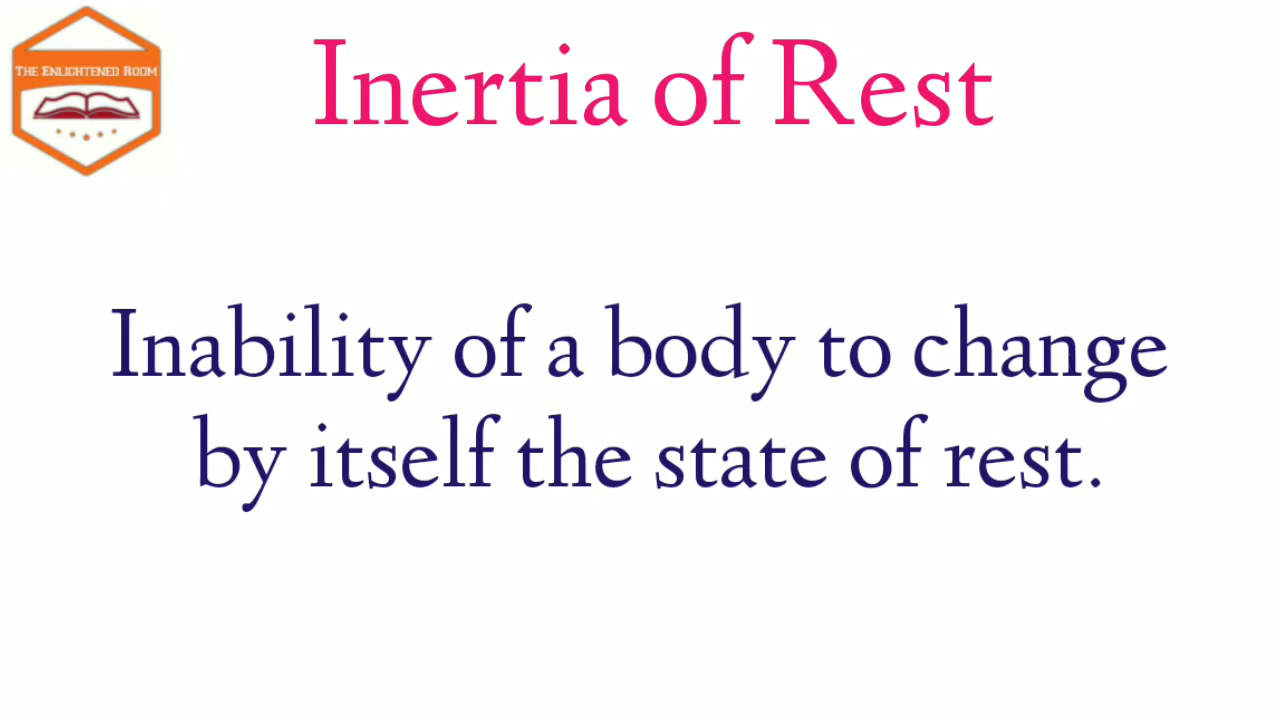 THE ENLIGHTENED ROOM
Inertia of Rest
Inability of a body to change
by itself the state of rest.